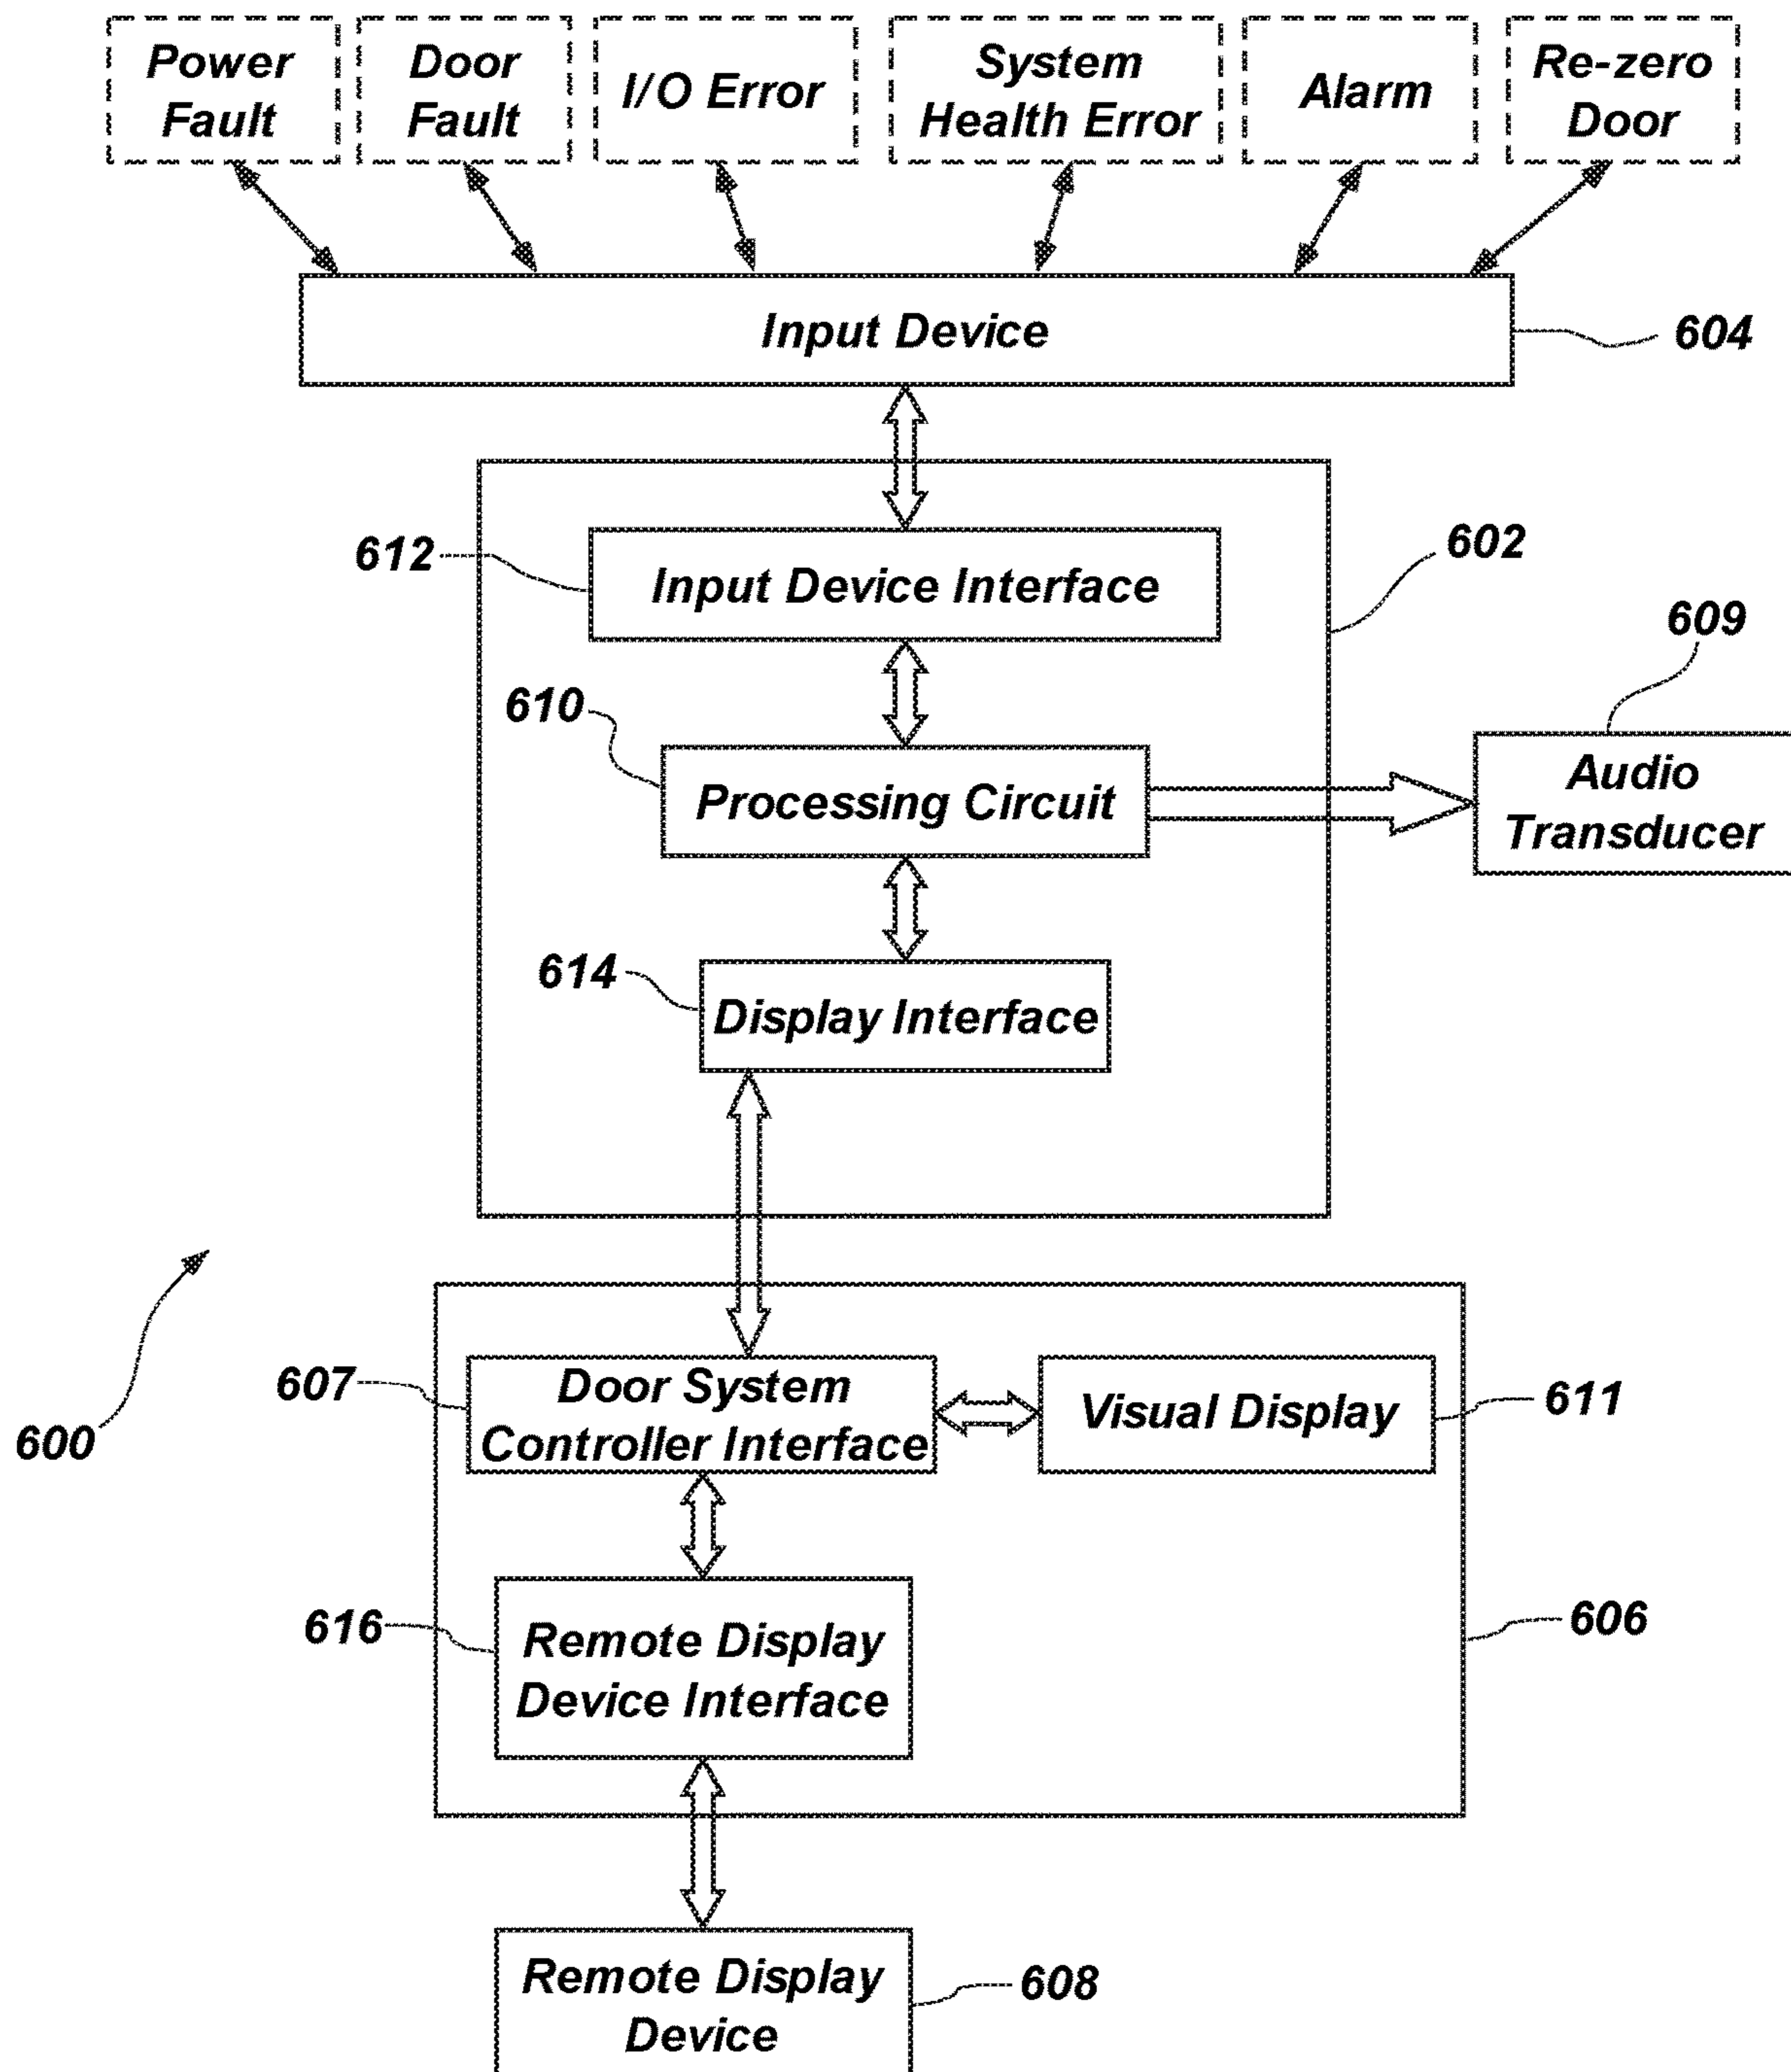 Power
Fault
Door
Fault
I/O Error
System
Health Error
Alarm
Re-zero
Door
Input Device
604
612
Input Device Interface
602
609
610
Processing Circuit
Audio
Transducer
614
Display Interface
600
607
Door System
Controller Interface
Visual Display
611
616
Remote Display
Device Interface
606
Remote Display
Device
608